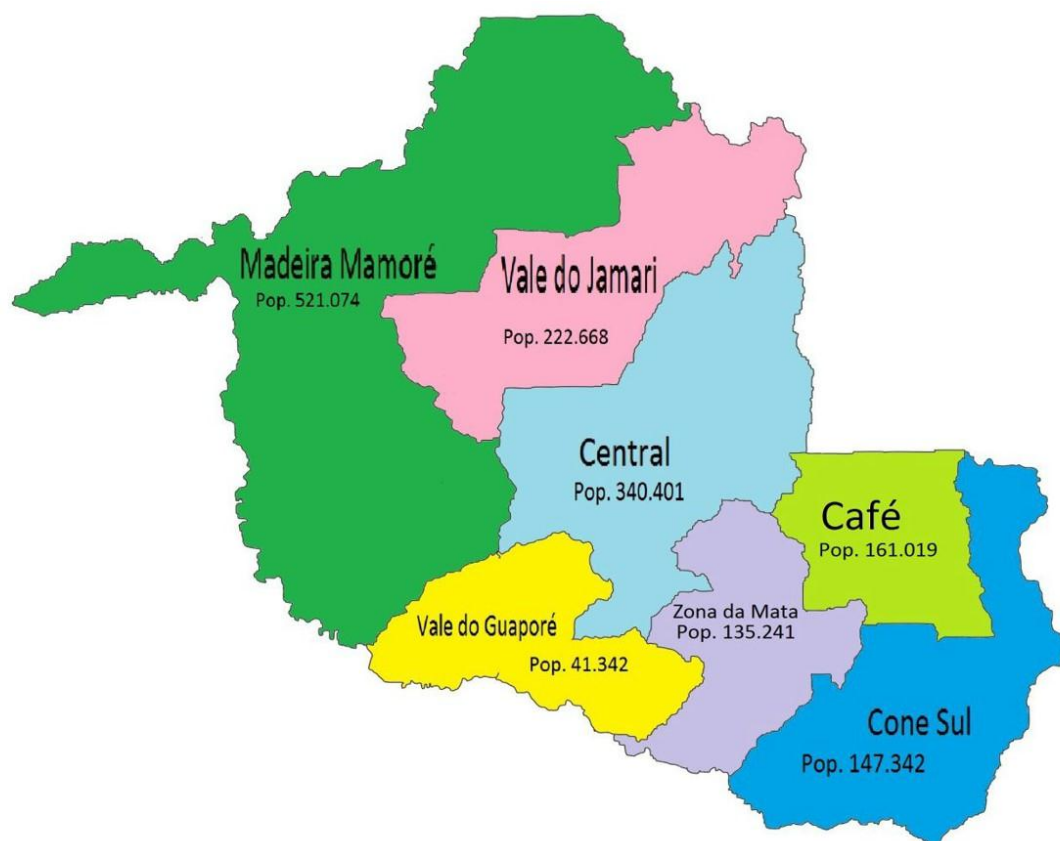 Madeira Mamoré
Pop. 521.074
Vale do Jamari
Pop. 222.668
Central
Pop. 340.401
Café
Pop. 161.019
Zona da Mata
Pop. 135.241
Vale do Guaporé
Pop. 41.342
Cone Sul
Pop. 147.342